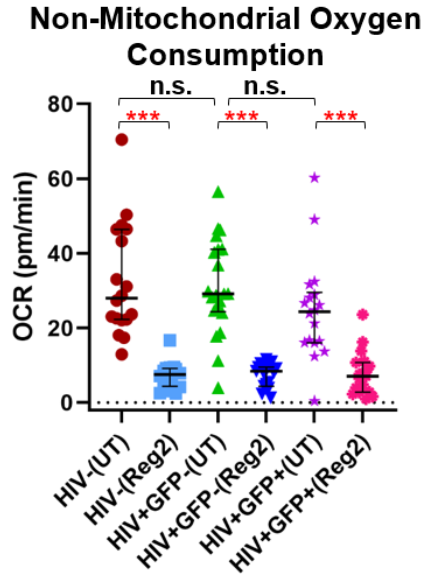 Non-Mitochondrial Oxygen
Consumption
n.s. n.s.
*** *** ***
80
60
40
20
0
OCR (pm/min)
HIV-(UT)
HIV-(Reg2)
HIV+GFP-(UT)
HIV+GFP-(Reg2)
HIV+GFP+(UT)
HIV+GFP+(Reg2)